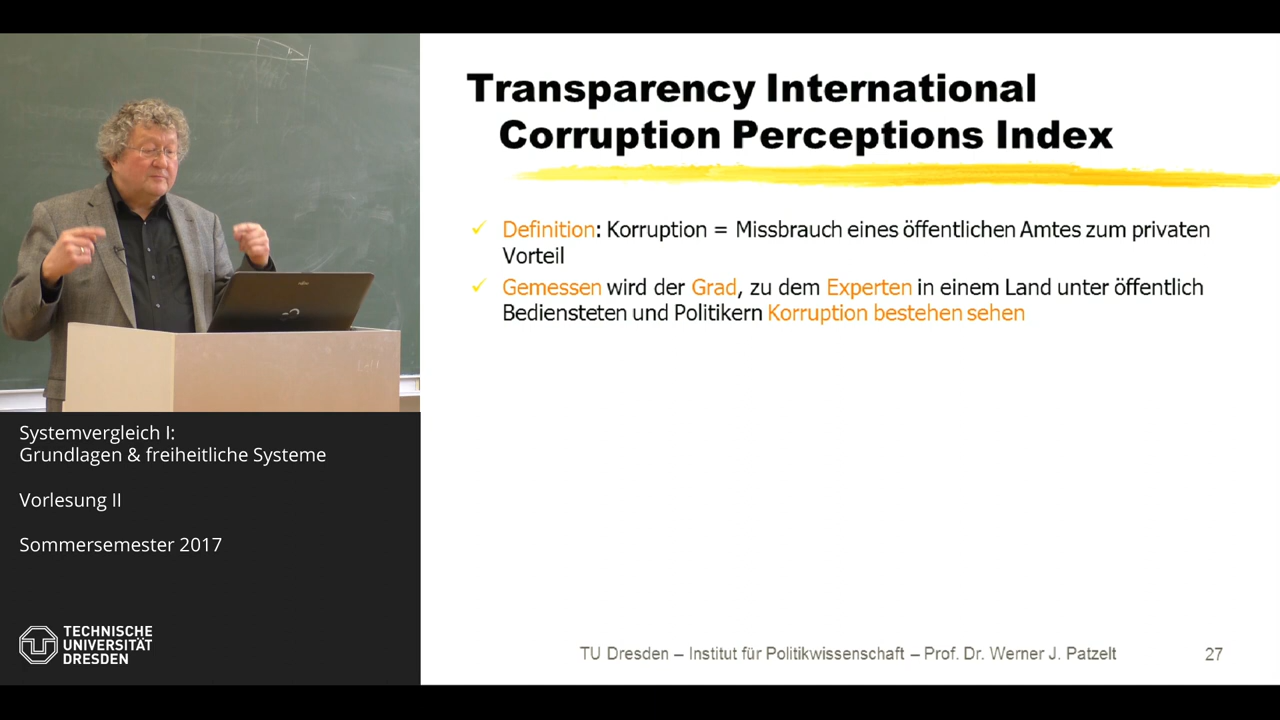 Transparency International
Corruption Perceptions Index
Definition: Korruption = Missbrauch eines öffentlichen Amtes zum privaten
Vorteil
Gemessen wird der Grad, zu dem Experten in einem Land unter öffentlich
Bediensteten und Politikern Korruption bestehen sehen
Systemvergleich I:
Grundlagen & freiheitliche Systeme
Vorlesung II
Sommersemester 2017
TECHNISCHE
UNIVERSITÄT
DRESDEN
TU Dresden – Institut für Politikwissenschaft – Prof. Dr. Werner J. Patzelt
27